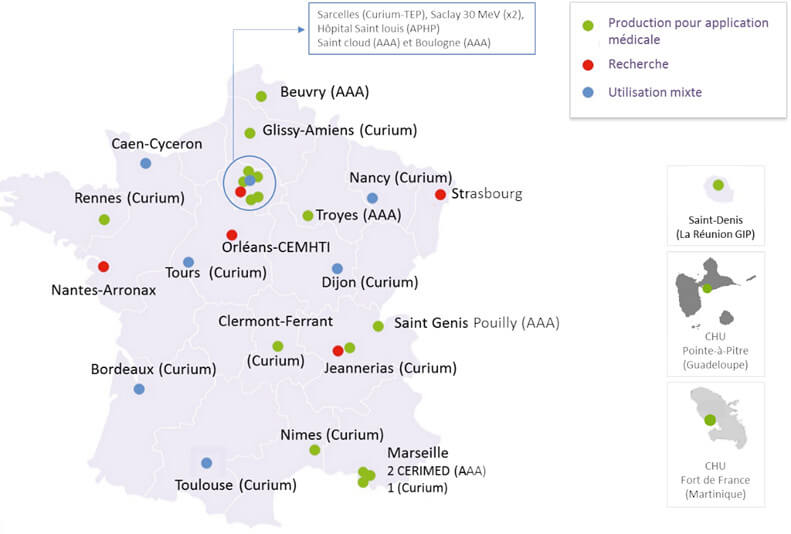 Sarcelles (Curium-TEP), Saclay 30 MeV (x2),
Hôpital Saint louis (APHP)
Saint cloud (AAA) et Boulogne (AAA)
Production pour application
médicale
Recherche
Utilisation mixte
Beuvry (AAA)
Glissy-Amiens (Curium)
Caen-Cyceron
Nancy (Curium)
Strasbourg
Rennes (Curium)
Troyes (AAA)
Orléans-CEMHTI
Tours (Curium)
Dijon (Curium)
Nantes-Arronax
Clermont-Ferrant
(Curium)
Saint Genis Pouilly (AAA)
Jeannerias (Curium)
Bordeaux (Curium)
Nimes (Curium)
Marseille
2 CERIMED (AAA)
1 (Curium)
Toulouse (Curium)
Saint-Denis
(La Réunion GIP)
CHU
Pointe-à-Pitre
(Guadeloupe)
CHU
Fort de France
(Martinique)